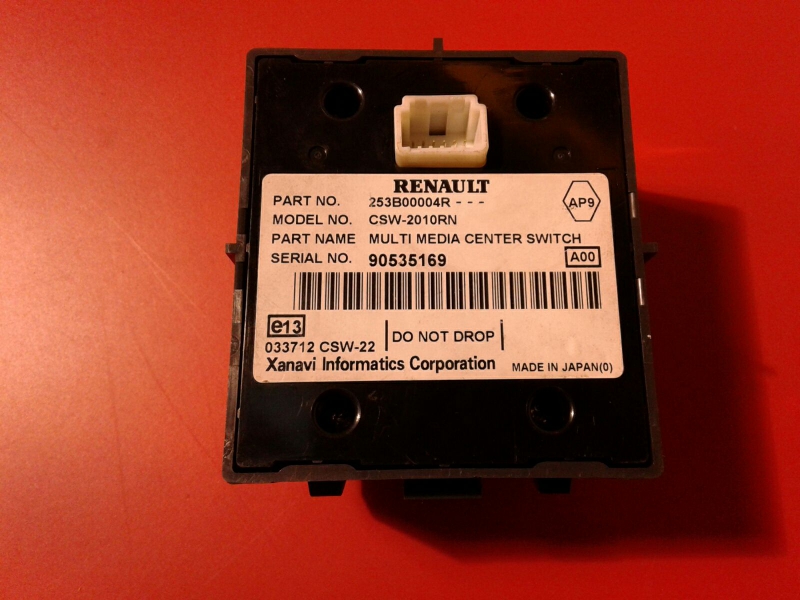 RENAULT
PART NO. 253B00004R - - -
AP9
MODEL NO. CSW-2010RN
PART NAME MULTI MEDIA CENTER SWITCH
SERIAL NO. 90535169
A00
e13
DO NOT DROP
033712 CSW-22
Xanavi Informatics Corporation
MADE IN JAPAN(0)